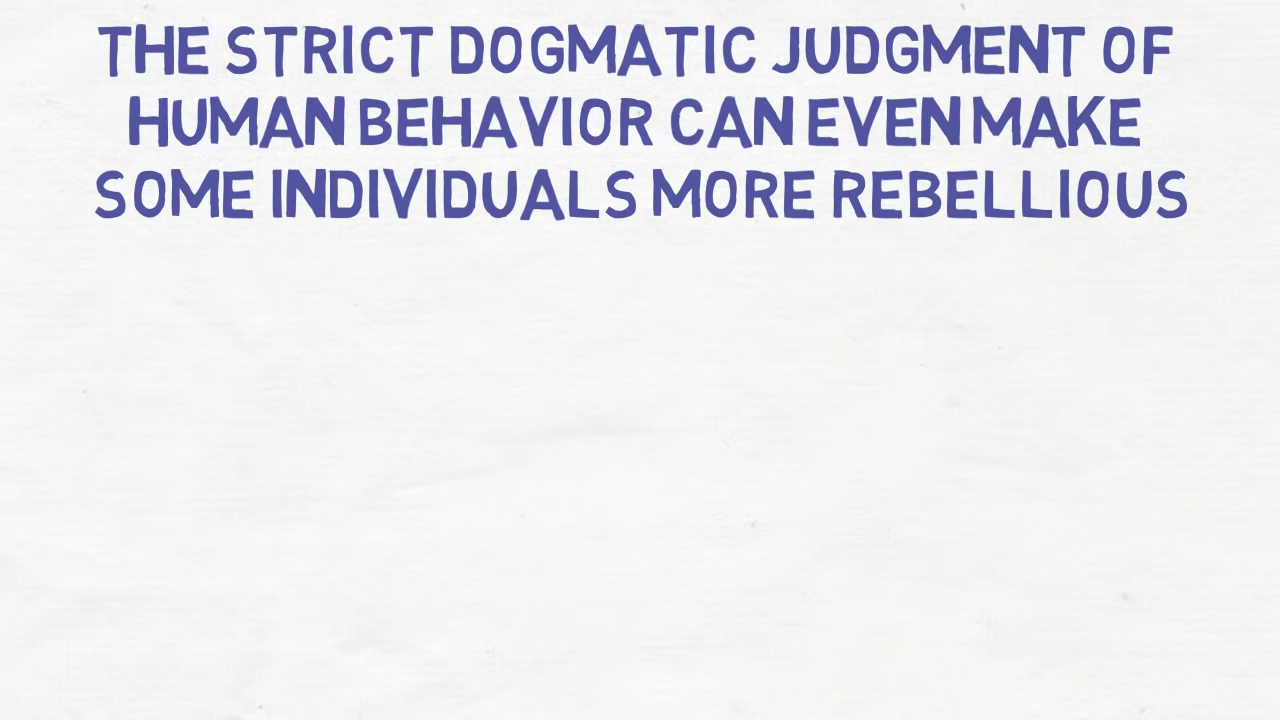 THE STRICT DOGMATIC JUDGMENT OF
HUMAN BEHAVIOR CAN EVEN MAKE
SOME INDIVIDUALS MORE REBELLIOUS